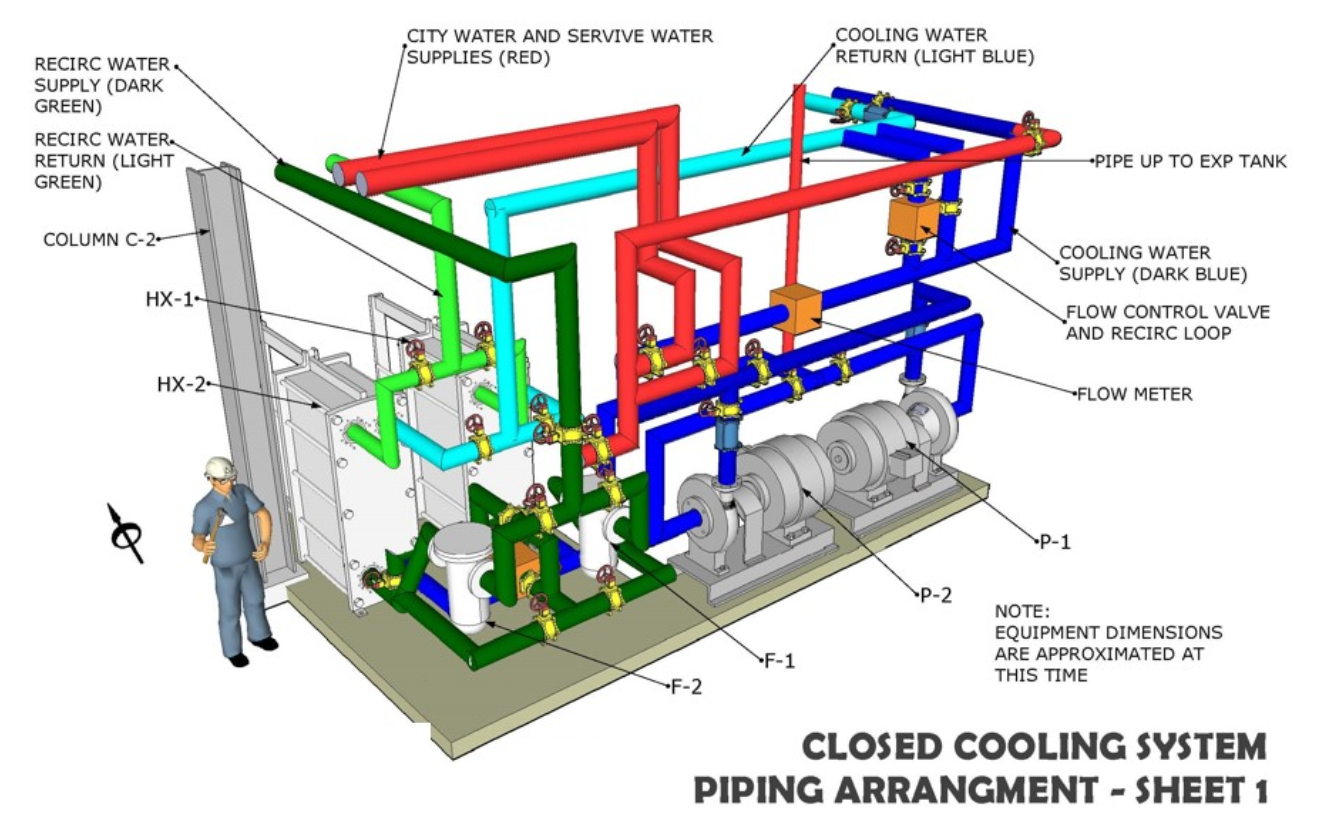 CITY WATER AND SERVIVE WATER
SUPPLIES (RED)
COOLING WATER
RETURN (LIGHT BLUE)
RECIRC WATER
SUPPLY (DARK
GREEN)
RECIRC WATER
RETURN (LIGHT
GREEN)
PIPE UP TO EXP TANK
COLUMN C-2
COOLING WATER
SUPPLY (DARK BLUE)
HX-1
FLOW CONTROL VALVE
AND RECIRC LOOP
HX-2
FLOW METER
P-1
P-2
NOTE:
EQUIPMENT DIMENSIONS
ARE APPROXIMATED AT
THIS TIME
F-1
F-2
CLOSED COOLING SYSTEM
PIPING ARRANGMENT - SHEET 1